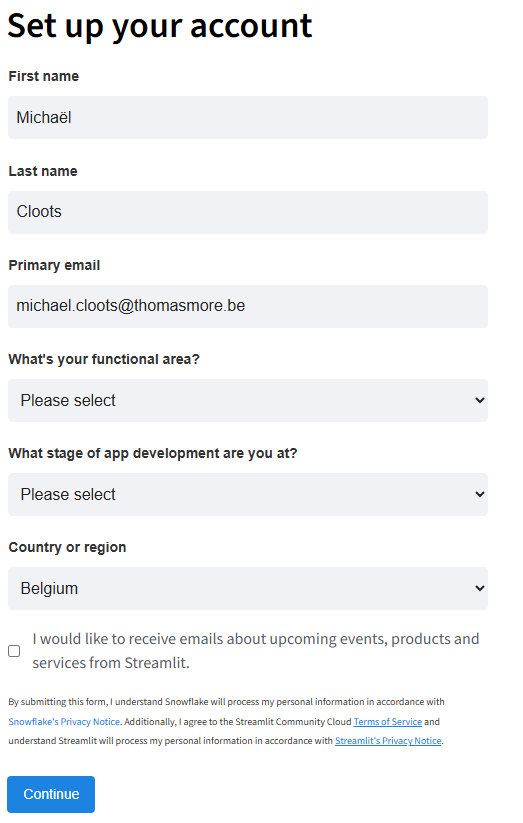 Set up your account
First name
Michaël
Last name
Cloots
Primary email
michael.cloots@thomasmore.be
What's your functional area?
Please select
What stage of app development are you at?
Please select
Country or region
Belgium
I would like to receive emails about upcoming events, products and
services from Streamlit.
By submitting this form, I understand Snowflake will process my personal information in accordance with
Snowflake's Privacy Notice. Additionally, I agree to the Streamlit Community Cloud Terms of Service and
understand Streamlit will process my personal information in accordance with Streamlit's Privacy Notice.
Continue